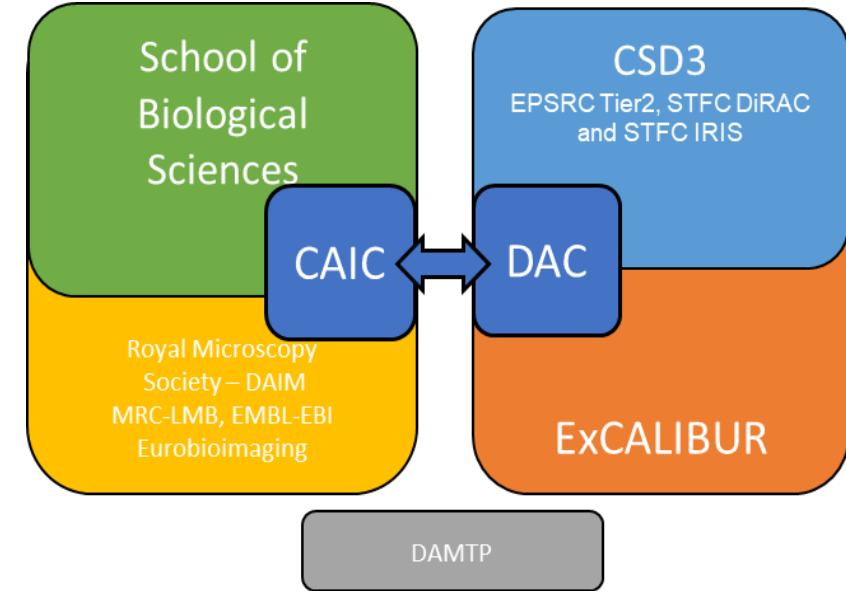 School of
Biological
Sciences
CSD3
EPSRC Tier2, STFC DiRAC
and STFC IRIS
CAIC
DAC
Royal Microscopy
Society – DAIM
MRC-LMB, EMBL-EBI
Eurobioimaging
ExCALIBUR
DAMTP